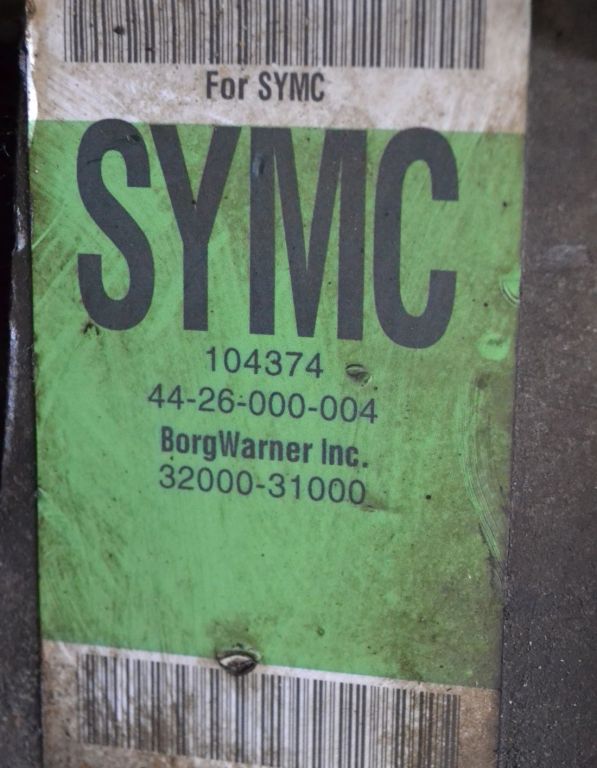 For SYMC
SYMC
104374
44-26-000-004
BorgWarner Inc.
32000-31000